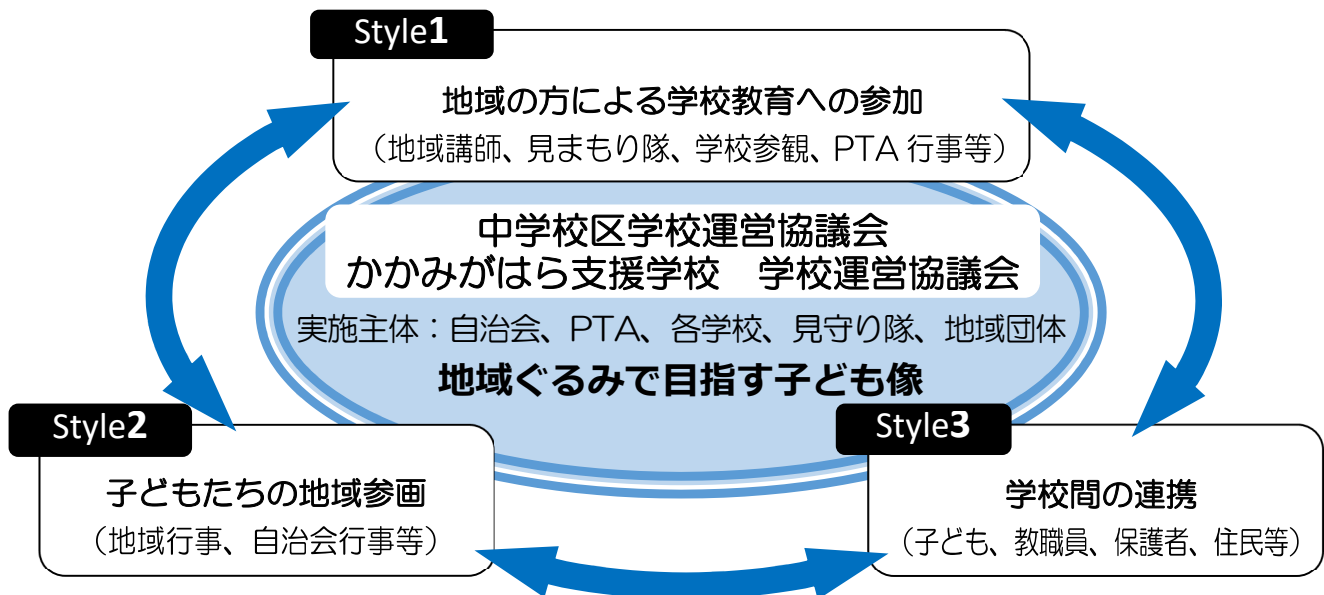 Style1
地域の方による学校教育への参加
（地域講師、見まもり隊、学校参観、PTA 行事等）
中学校区学校運営協議会
かかみがはら支援学校　学校運営協議会
実施主体：自治会、PTA、各学校、見守り隊、地域団体
地域ぐるみで目指す子ども像
Style2
子どもたちの地域参画
（地域行事、自治会行事等）
Style3
学校間の連携
（子ども、教職員、保護者、住民等）